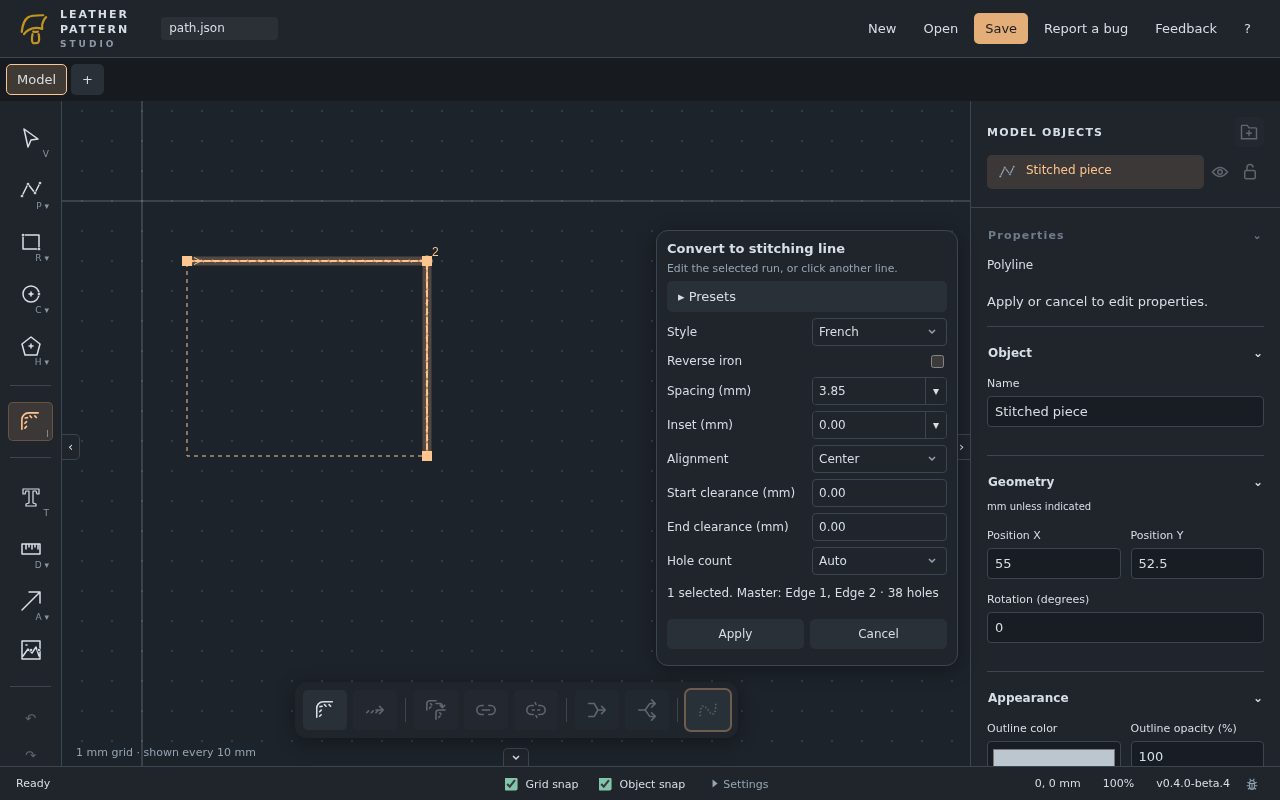 LEATHER
PATTERN
STUDIO
path.json
New
Open
Save
Report a bug
Feedback
?
Model
+
V
P ▾
R ▾
C ▾
H ▾
I
T
D ▾
A ▾
2
Convert to stitching line
Edit the selected run, or click another line.
▸ Presets
Style
French
Reverse iron
Spacing (mm)
3.85
Inset (mm)
0.00
Alignment
Center
Start clearance (mm)
0.00
End clearance (mm)
0.00
Hole count
Auto
1 selected. Master: Edge 1, Edge 2 · 38 holes
Apply
Cancel
MODEL OBJECTS
Stitched piece
Properties
Polyline
Apply or cancel to edit properties.
Object
Name
Stitched piece
Geometry
mm unless indicated
Position X
Position Y
55
52.5
Rotation (degrees)
0
Appearance
Outline color
Outline opacity (%)
100
1 mm grid · shown every 10 mm
Ready
Grid snap
Object snap
Settings
0, 0 mm
100%
v0.4.0-beta.4